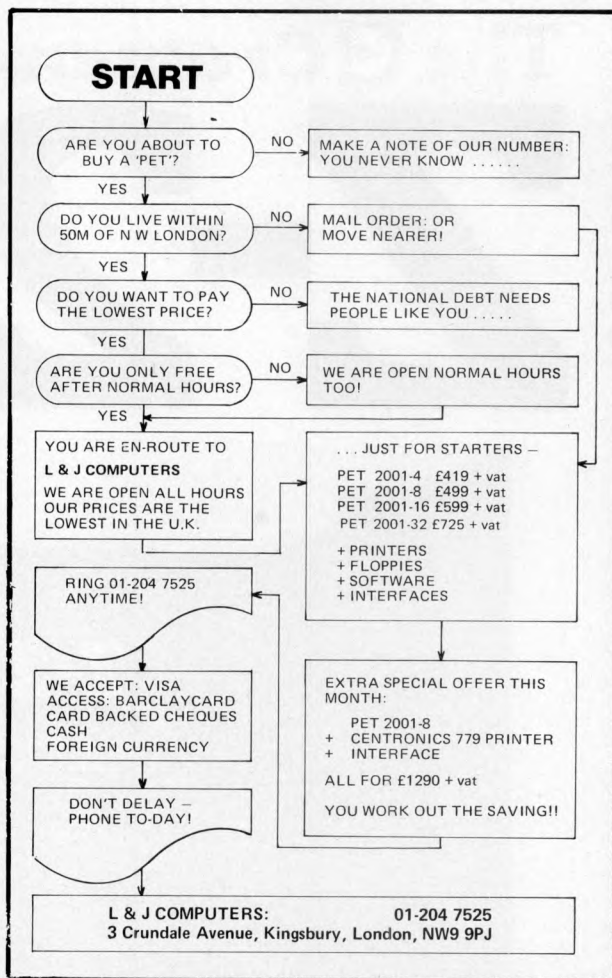 START
ARE YOU ABOUT TO
BUY A 'PET'?
NO
MAKE A NOTE OF OUR NUMBER:
YOU NEVER KNOW ......
YES
DO YOU LIVE WITHIN
50M OF N W LONDON?
NO
MAIL ORDER: OR
MOVE NEARER!
YES
DO YOU WANT TO PAY
THE LOWEST PRICE?
NO
THE NATIONAL DEBT NEEDS
PEOPLE LIKE YOU .....
YES
ARE YOU ONLY FREE
AFTER NORMAL HOURS?
NO
WE ARE OPEN NORMAL HOURS
TOO!
YES
YOU ARE EN-ROUTE TO
L & J COMPUTERS
WE ARE OPEN ALL HOURS
OUR PRICES ARE THE
LOWEST IN THE U.K.
...JUST FOR STARTERS –
PET 2001-4 £419 + vat
PET 2001-8 £499 + vat
PET 2001-16 £599 + vat
PET 2001-32 £725 + vat
+ PRINTERS
+ FLOPPIES
+ SOFTWARE
+ INTERFACES
RING 01-204 7525
ANYTIME!
WE ACCEPT: VISA
ACCESS: BARCLAYCARD
CARD BACKED CHEQUES
CASH
FOREIGN CURRENCY
EXTRA SPECIAL OFFER THIS
MONTH:
PET 2001-8
+ CENTRONICS 779 PRINTER
+ INTERFACE
ALL FOR £1290 + vat
YOU WORK OUT THE SAVING!!
DON'T DELAY –
PHONE TO-DAY!
L & J COMPUTERS: 01-204 7525
3 Crundale Avenue, Kingsbury, London, NW9 9PJ